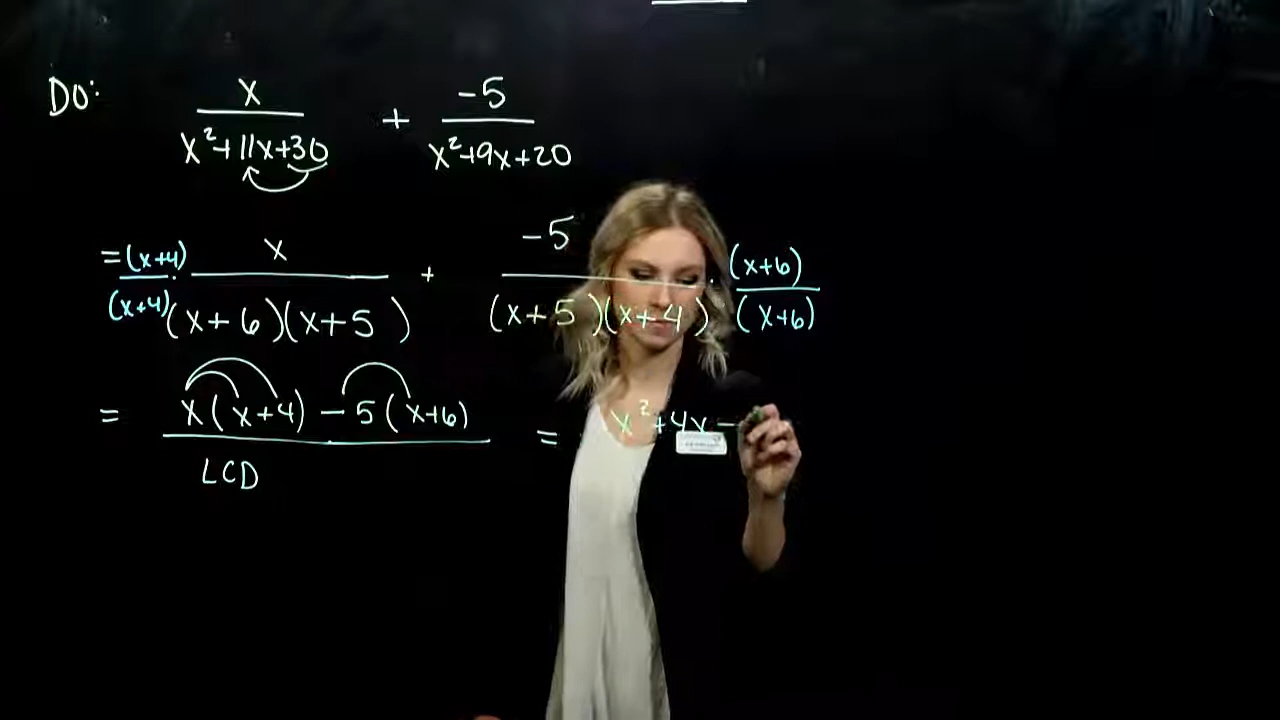 DO: x/(x²+11x+30) + -5/(x²+9x+20)
= (x+4)/(x+4) · x/((x+6)(x+5)) + -5/((x+5)(x+4)) · (x+6)/(x+6)
= (x(x+4) - 5(x+6))/LCD = x²+4x -